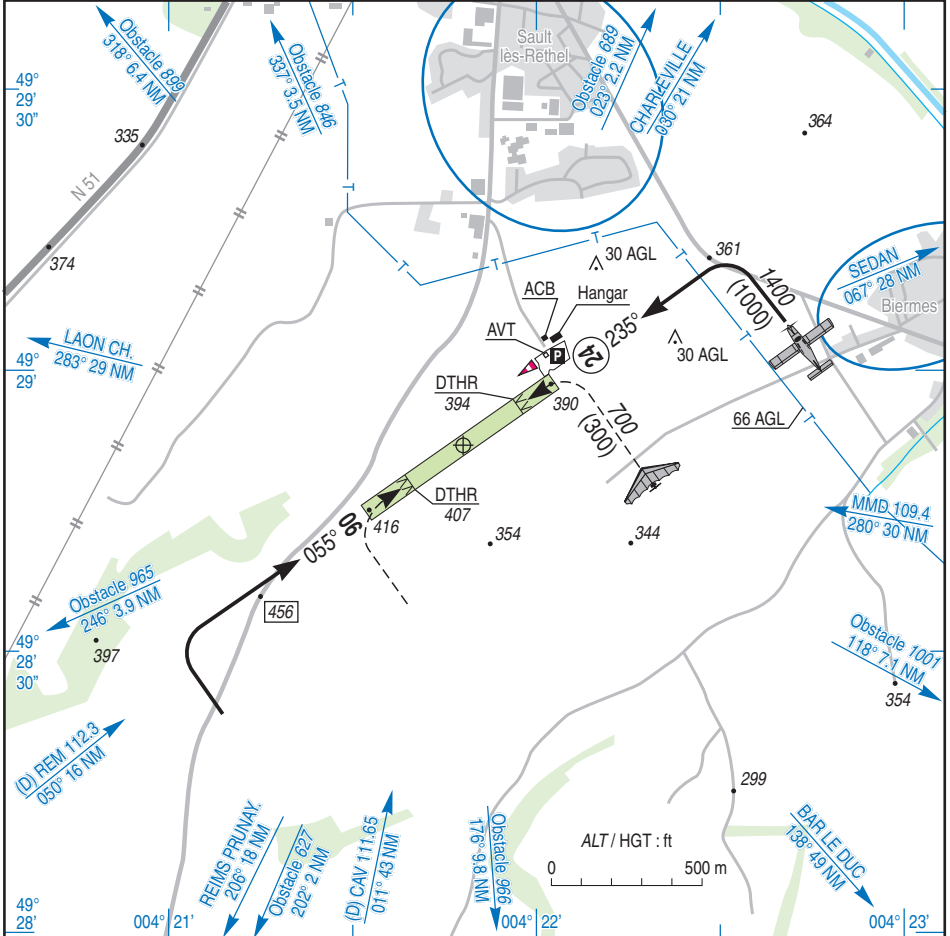 Obstacle 899
318° 6.4 NM
Obstacle 846
337° 3.5 NM
Sault
lès-Rethel
Obstacle 689
023° 2.2 NM
CHARLEVILLE
030° 21 NM
49°
29'
30"
335
N 51
374
364
T
T
T
T
T
T
T
T
30 AGL
361
1400
(1000)
SEDAN
067° 28 NM
Biermes
ACB
Hangar
AVT
P
24
235°
30 AGL
LAON CH.
283° 29 NM
49°
29'
DTHR
394
390
700
(300)
66 AGL
DTHR
407
416
06
055°
354
344
MMD 109.4
280° 30 NM
456
Obstacle 965
246° 3.9 NM
397
49°
28'
30"
Obstacle 1001
118° 7.1 NM
354
(D) REM 112.3
050° 16 NM
299
REIMS PRUNAY.
206° 18 NM
Obstacle 627
202° 2 NM
(D) CAV 111.65
011° 43 NM
Obstacle 966
176° 9.8 NM
ALT / HGT : ft
0 500 m
BAR LE DUC
138° 49 NM
49°
28'
004° 21'
004° 22'
004° 23'